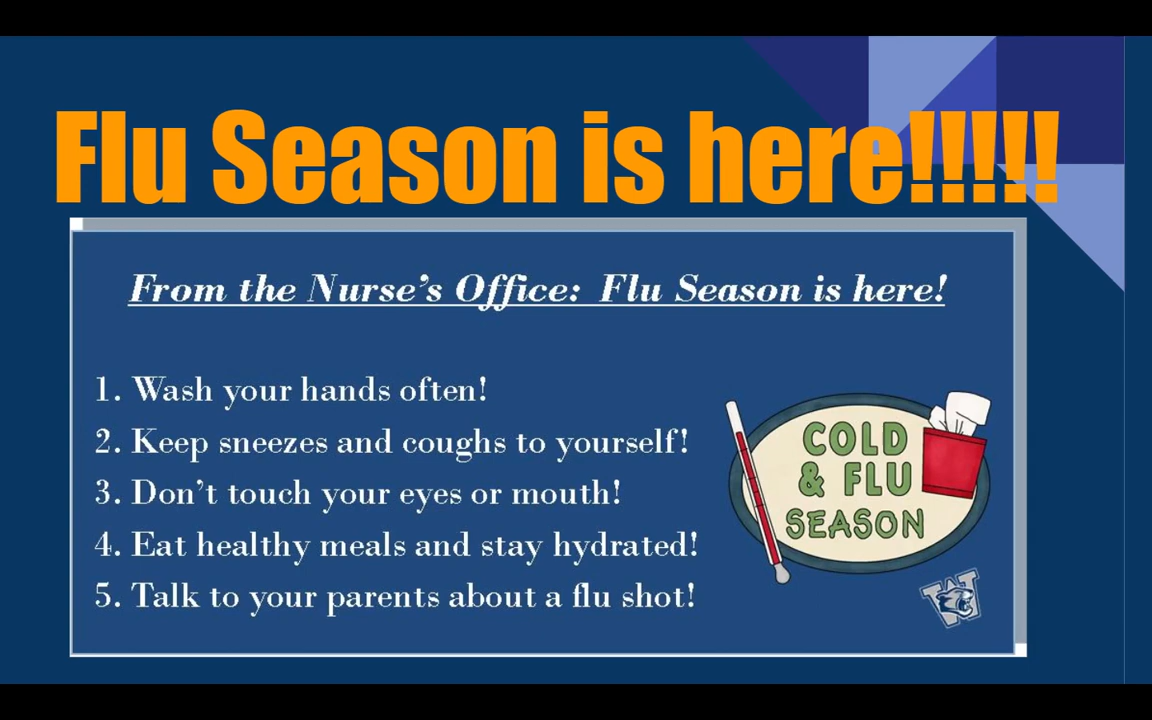 Flu Season is here!!!!!
From the Nurse's Office:  Flu Season is here!
1. Wash your hands often!
2. Keep sneezes and coughs to yourself!
3. Don't touch your eyes or mouth!
4. Eat healthy meals and stay hydrated!
5. Talk to your parents about a flu shot!
COLD
& FLU
SEASON
W